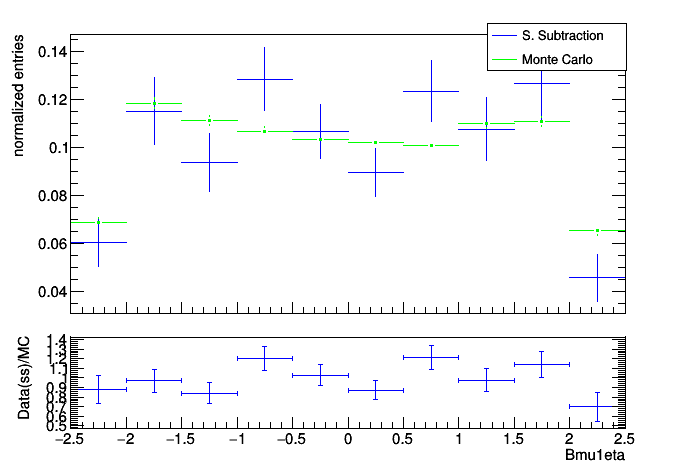 S. Subtraction
Monte Carlo
normalized entries
0.14
0.12
0.1
0.08
0.06
0.04
Data(ss)/MC
1.4
1.3
1.2
1.1
1
0.9
0.8
0.7
0.6
0.5
−2.5 −2 −1.5 −1 −0.5 0 0.5 1 1.5 2 2.5
Bmu1eta